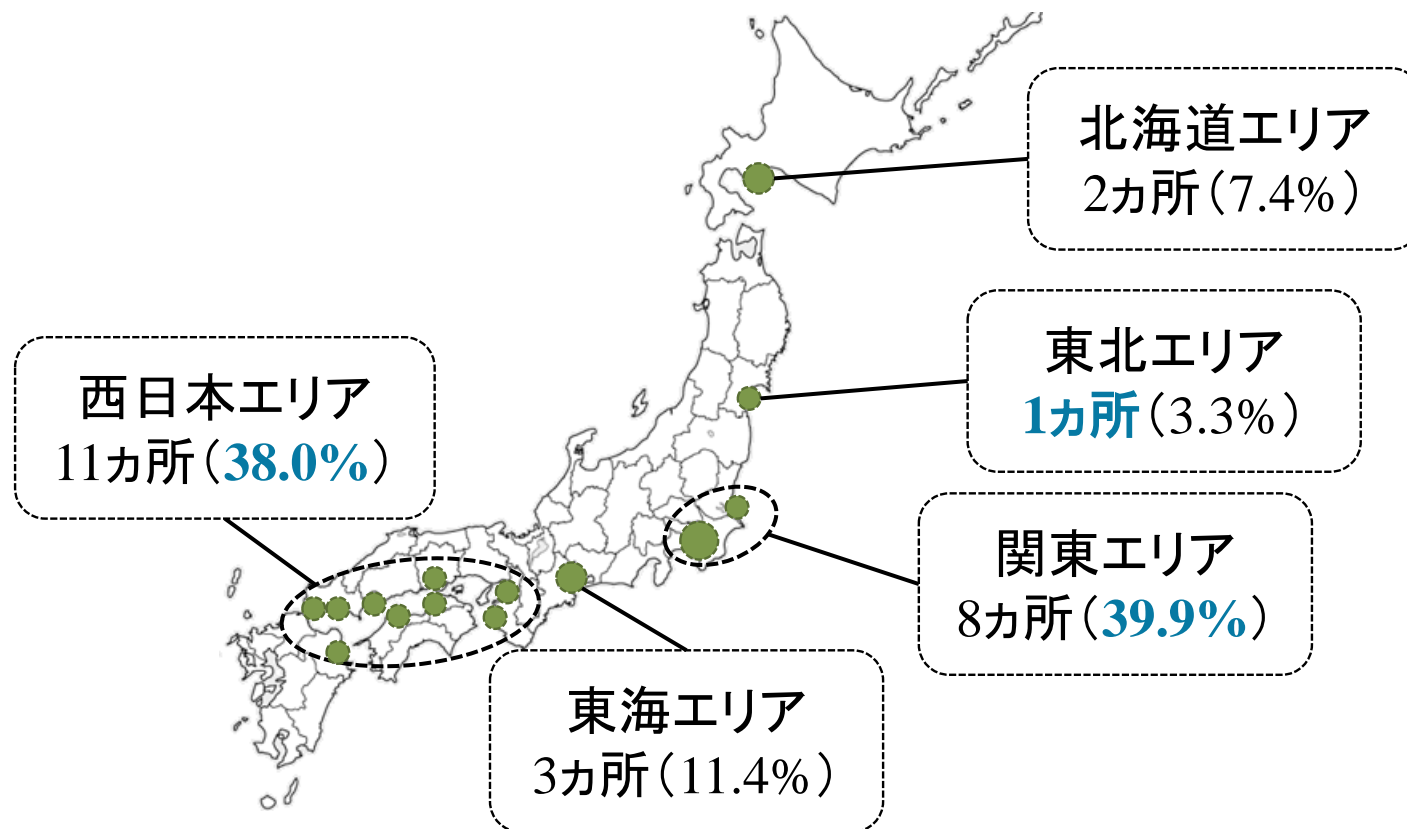 北海道エリア
2ヵ所（7.4%）
東北エリア
1ヵ所（3.3%）
西日本エリア
11ヵ所（38.0%）
関東エリア
8ヵ所（39.9%）
東海エリア
3ヵ所（11.4%）